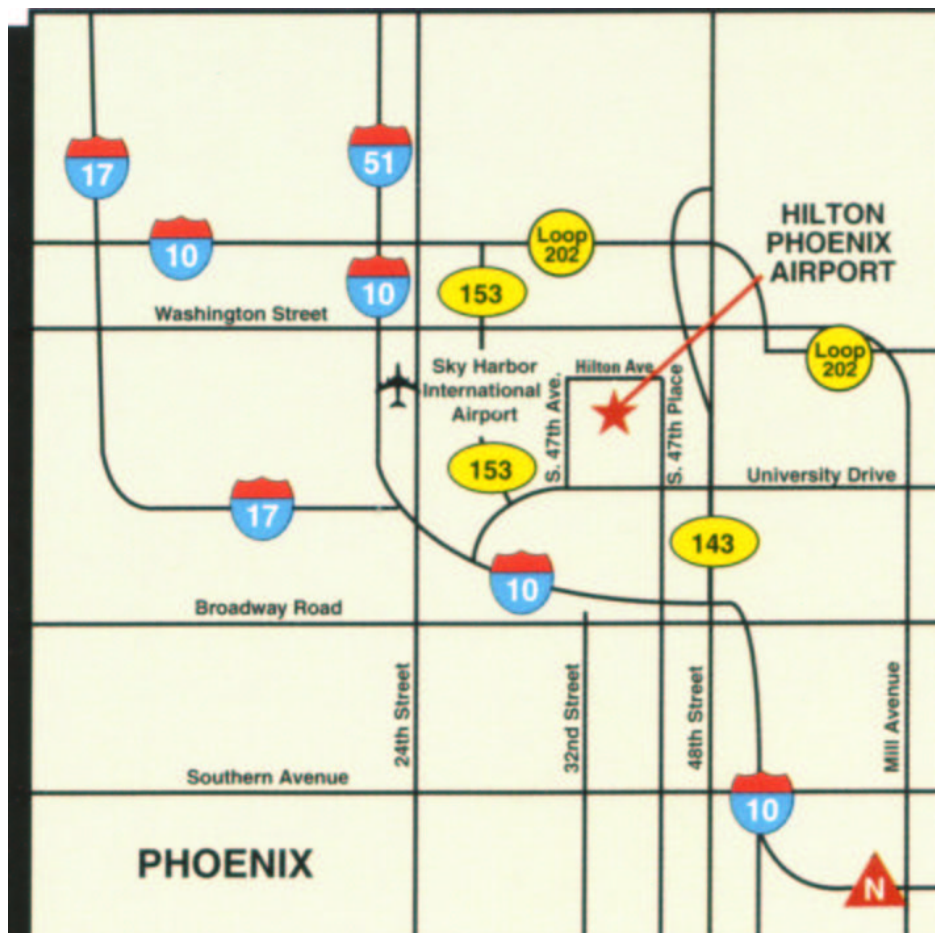 17
51
10
Loop
202
HILTON
PHOENIX
AIRPORT
10
153
Washington Street
Loop
202
Sky Harbor
International
Airport
Hilton Ave.
S. 47th Ave.
S. 47th Place
153
University Drive
17
143
10
Broadway Road
24th Street
32nd Street
48th Street
Mill Avenue
Southern Avenue
10
PHOENIX
N